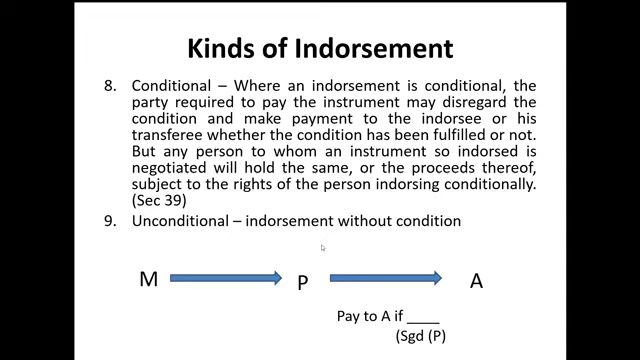 Kinds of Indorsement
8. Conditional – Where an indorsement is conditional, the
party required to pay the instrument may disregard the
condition and make payment to the indorsee or his
transferee whether the condition has been fulfilled or not.
But any person to whom an instrument so indorsed is
negotiated will hold the same, or the proceeds thereof,
subject to the rights of the person indorsing conditionally.
(Sec 39)
9. Unconditional – indorsement without condition
M P A
Pay to A if ____
(Sgd (P)